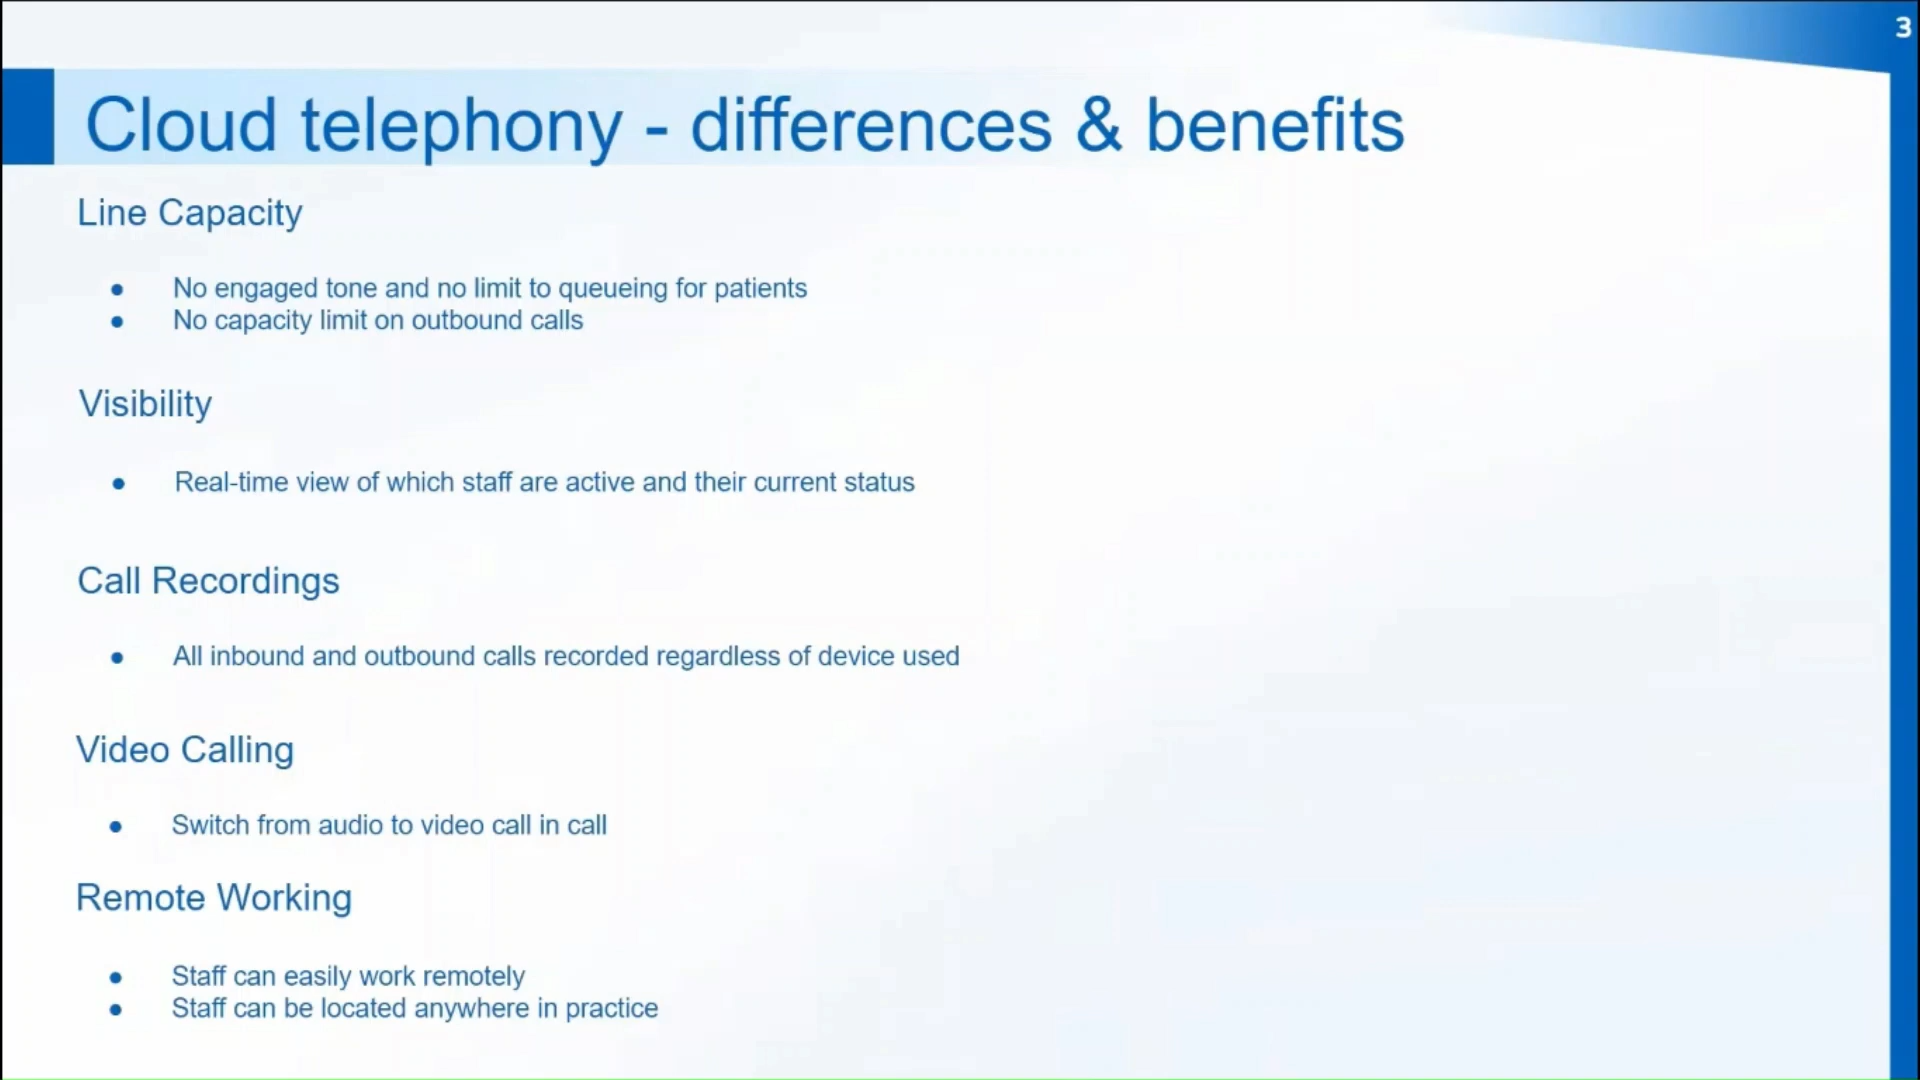 3
Cloud telephony - differences & benefits
Line Capacity
● No engaged tone and no limit to queueing for patients
● No capacity limit on outbound calls
Visibility
● Real-time view of which staff are active and their current status
Call Recordings
● All inbound and outbound calls recorded regardless of device used
Video Calling
● Switch from audio to video call in call
Remote Working
● Staff can easily work remotely
● Staff can be located anywhere in practice